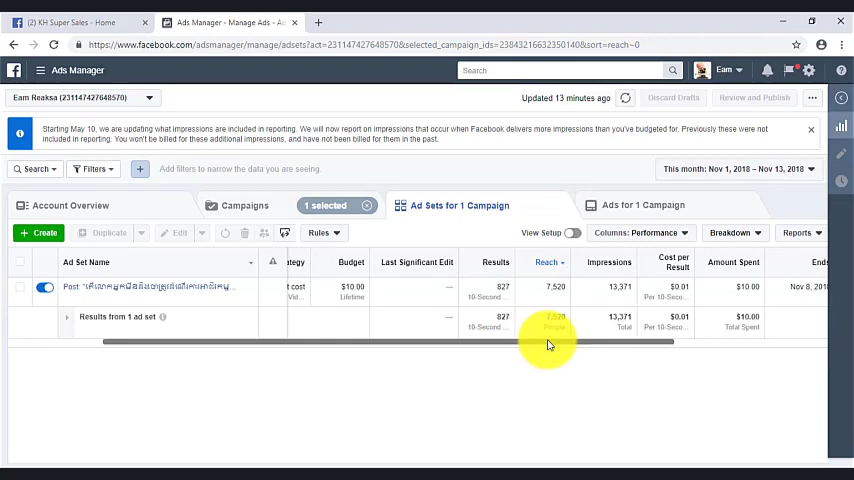 (2) KH Super Sales - Home
Ads Manager - Manage Ads - Ad
https://www.facebook.com/adsmanager/manage/adsets?act=231147427648570&selected_campaign_ids=23843216632350140&sort=reach~0
Ads Manager
Search
Eam
Eam Reaksa (231147427648570)
Updated 13 minutes ago
Discard Drafts
Review and Publish
Starting May 10, we are updating what impressions are included in reporting. We will now report on impressions that occur when Facebook delivers more impressions than you've budgeted for. Previously these were
not included in reporting. You won't be billed for these additional impressions, and have not been billed for them in the past.
Search
Filters
Add filters to narrow the data you are seeing.
This month: Nov 1, 2018 – Nov 13, 2018
Account Overview
Campaigns
1 selected
Ad Sets for 1 Campaign
Ads for 1 Campaign
Create
Duplicate
Edit
Rules
View Setup
Columns: Performance
Breakdown
Reports
Ad Set Name
ategy
Budget
Last Significant Edit
Results
Reach
Impressions
Cost per
Result
Amount Spent
Ends
Post:
t cost
Vid...
$10.00
Lifetime
—
827
10-Second ...
7,520
13,371
$0.01
Per 10-Seco...
$10.00
Nov 8, 201
Results from 1 ad set
—
827
10-Second ...
7,520
People
13,371
Total
$0.01
Per 10-Seco...
$10.00
Total Spent